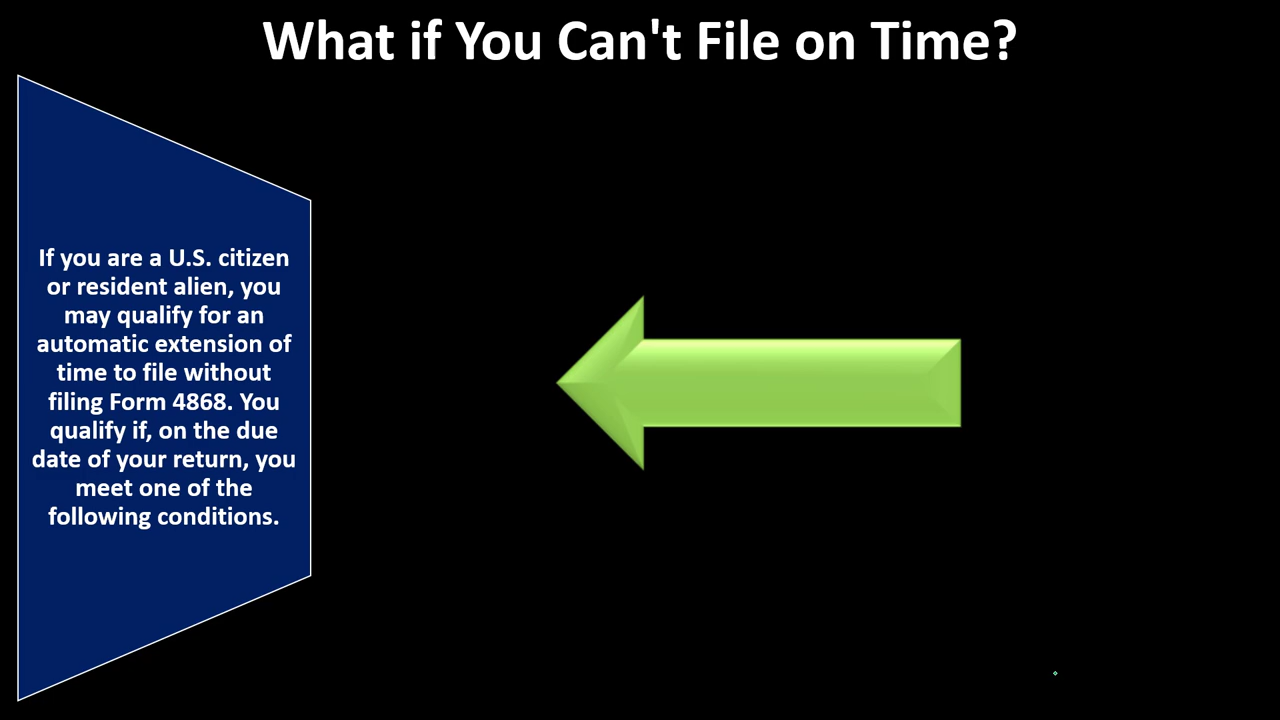 What if You Can't File on Time?
If you are a U.S. citizen
or resident alien, you
may qualify for an
automatic extension of
time to file without
filing Form 4868. You
qualify if, on the due
date of your return, you
meet one of the
following conditions.